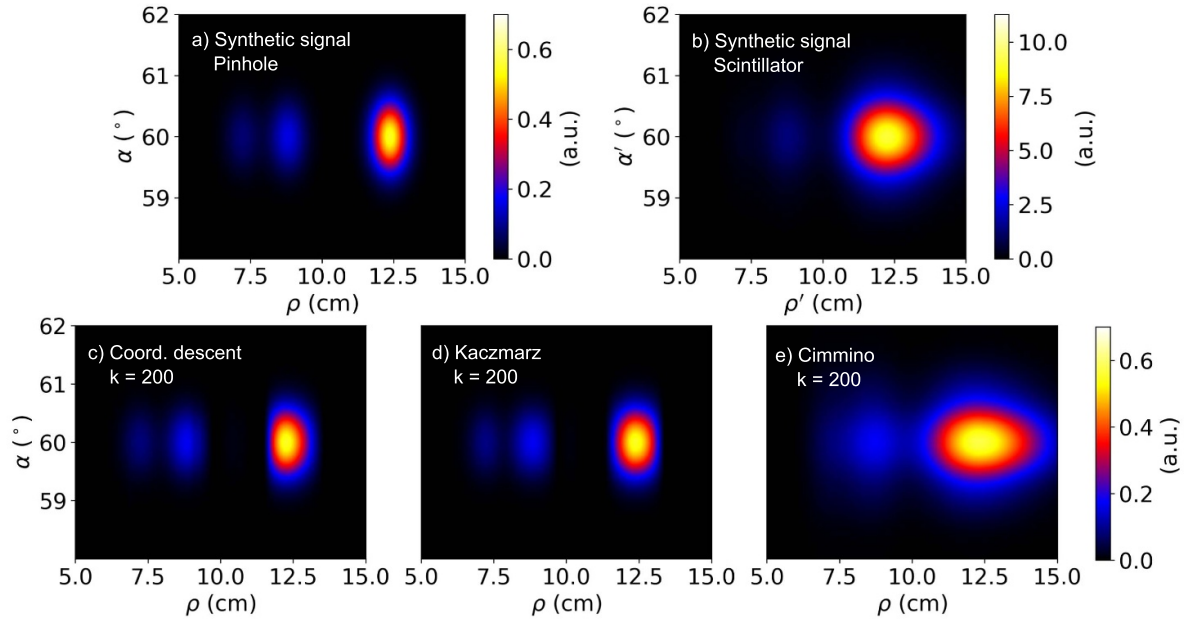 62
61
60
59
5.0 7.5 10.0 12.5 15.0
α (°)
ρ (cm)
a) Synthetic signal
Pinhole
0.6
0.4
0.2
0.0
(a.u.)
62
61
60
59
5.0 7.5 10.0 12.5 15.0
α′ (°)
ρ′ (cm)
b) Synthetic signal
Scintillator
10.0
7.5
5.0
2.5
0.0
(a.u.)
62
61
60
59
5.0 7.5 10.0 12.5 15.0
α (°)
ρ (cm)
c) Coord. descent
k = 200
d) Kaczmarz
k = 200
5.0 7.5 10.0 12.5 15.0
ρ (cm)
e) Cimmino
k = 200
5.0 7.5 10.0 12.5 15.0
ρ (cm)
0.6
0.4
0.2
0.0
(a.u.)